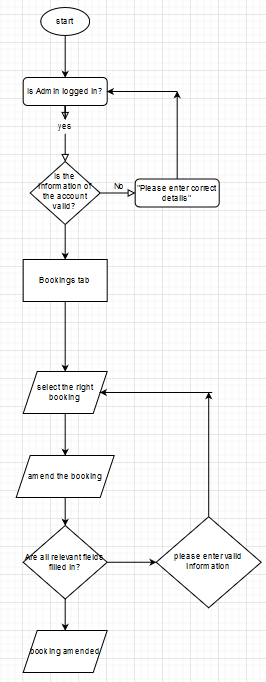 start
Is Admin logged in?
yes
Is the
information of
the account
valid?
No
"Please enter correct
details"
Bookings tab
select the right
booking
amend the booking
Are all relevant fields
filled in?
please enter valid
information
booking amended